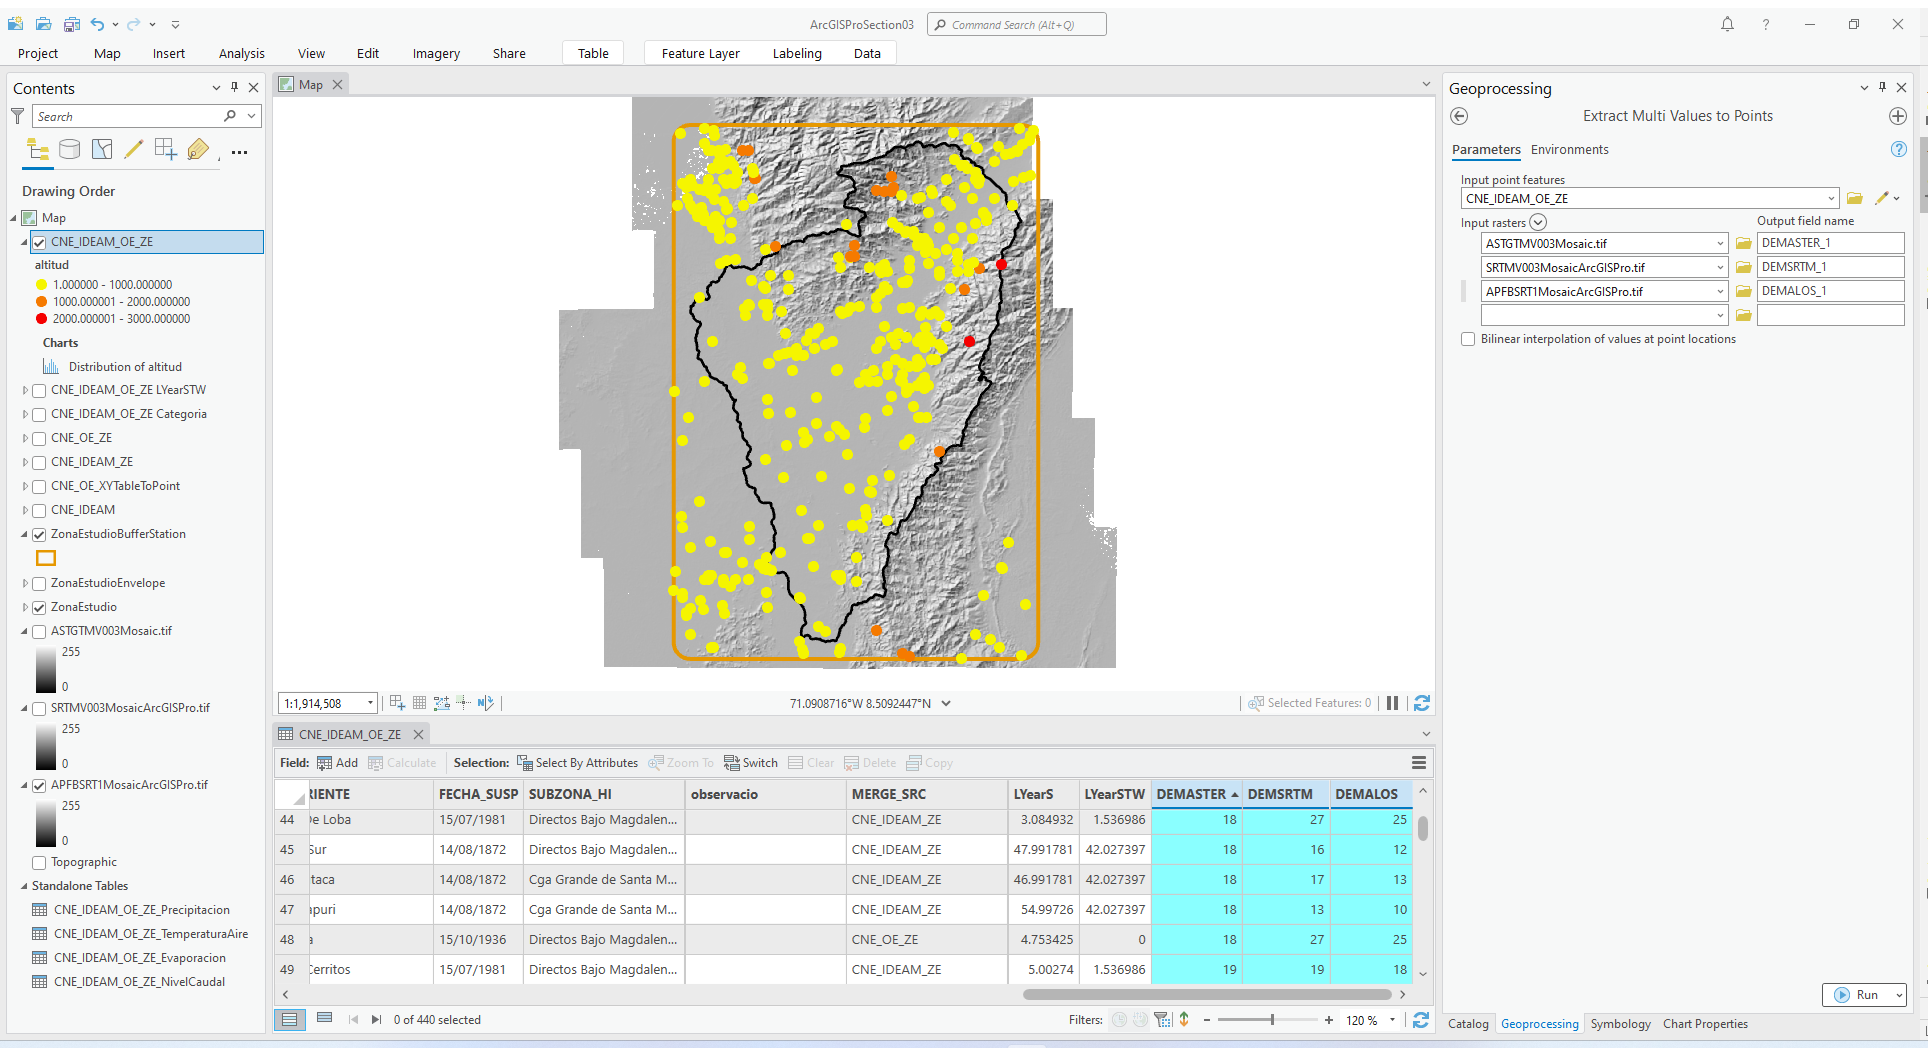 ArcGISProSection03
Command Search (Alt+Q)
Project Map Insert Analysis View Edit Imagery Share Table Feature Layer Labeling Data
Contents
Search
Drawing Order
Map
CNE_IDEAM_OE_ZE
altitud
1.000000 - 1000.000000
1000.000001 - 2000.000000
2000.000001 - 3000.000000
Charts
Distribution of altitud
CNE_IDEAM_OE_ZE LYearSTW
CNE_IDEAM_OE_ZE Categoria
CNE_OE_ZE
CNE_IDEAM_ZE
CNE_OE_XYTableToPoint
CNE_IDEAM
ZonaEstudioBufferStation
ZonaEstudioEnvelope
ZonaEstudio
ASTGTMV003Mosaic.tif
255
0
SRTMV003MosaicArcGISPro.tif
255
0
APFBSRT1MosaicArcGISPro.tif
255
0
Topographic
Standalone Tables
CNE_IDEAM_OE_ZE_Precipitacion
CNE_IDEAM_OE_ZE_TemperaturaAire
CNE_IDEAM_OE_ZE_Evaporacion
CNE_IDEAM_OE_ZE_NivelCaudal
Map
1:1,914,508
71.0908716°W 8.5092447°N
Selected Features: 0
CNE_IDEAM_OE_ZE
Field: Add Calculate Selection: Select By Attributes Zoom To Switch Clear Delete Copy
RIENTE FECHA_SUSP SUBZONA_HI observacio MERGE_SRC LYearS LYearSTW DEMASTER DEMSRTM DEMALOS
44 De Loba 15/07/1981 Directos Bajo Magdalen... CNE_IDEAM_ZE 3.084932 1.536986 18 27 25
45 Sur 14/08/1872 Directos Bajo Magdalen... CNE_IDEAM_ZE 47.991781 42.027397 18 16 12
46 taca 14/08/1872 Cga Grande de Santa M... CNE_IDEAM_ZE 46.991781 42.027397 18 17 13
47 apuri 14/08/1872 Cga Grande de Santa M... CNE_IDEAM_ZE 54.99726 42.027397 18 13 10
48 a 15/10/1936 Directos Bajo Magdalen... CNE_OE_ZE 4.753425 0 18 27 25
49 Cerritos 15/07/1981 Directos Bajo Magdalen... CNE_IDEAM_ZE 5.00274 1.536986 19 19 18
0 of 440 selected
Filters:
120 %
Geoprocessing
Extract Multi Values to Points
Parameters Environments
Input point features
CNE_IDEAM_OE_ZE
Input rasters Output field name
ASTGTMV003Mosaic.tif DEMASTER_1
SRTMV003MosaicArcGISPro.tif DEMSRTM_1
APFBSRT1MosaicArcGISPro.tif DEMALOS_1
Bilinear interpolation of values at point locations
Run
Catalog Geoprocessing Symbology Chart Properties